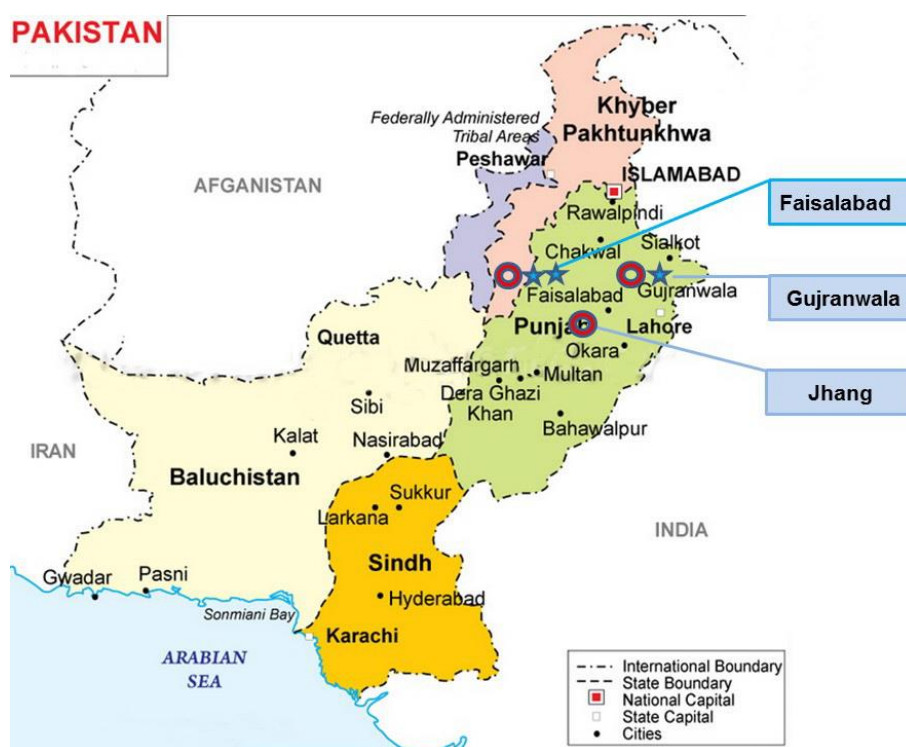 PAKISTAN
Khyber
Pakhtunkhwa
Federally Administered
Tribal Areas
Peshawar
ISLAMABAD
AFGANISTAN
Rawalpindi
Faisalabad
Chakwal
Sialkot
Faisalabad
Gujranwala
Gujranwala
Punjab
Lahore
Quetta
Okara
Muzaffargarh
Multan
Dera Ghazi
Khan
Jhang
Sibi
Bahawalpur
Kalat
Nasirabad
IRAN
Baluchistan
Sukkur
Larkana
INDIA
Sindh
Gwadar
Pasni
Hyderabad
Sonmiani Bay
Karachi
ARABIAN
SEA
International Boundary
State Boundary
National Capital
State Capital
Cities